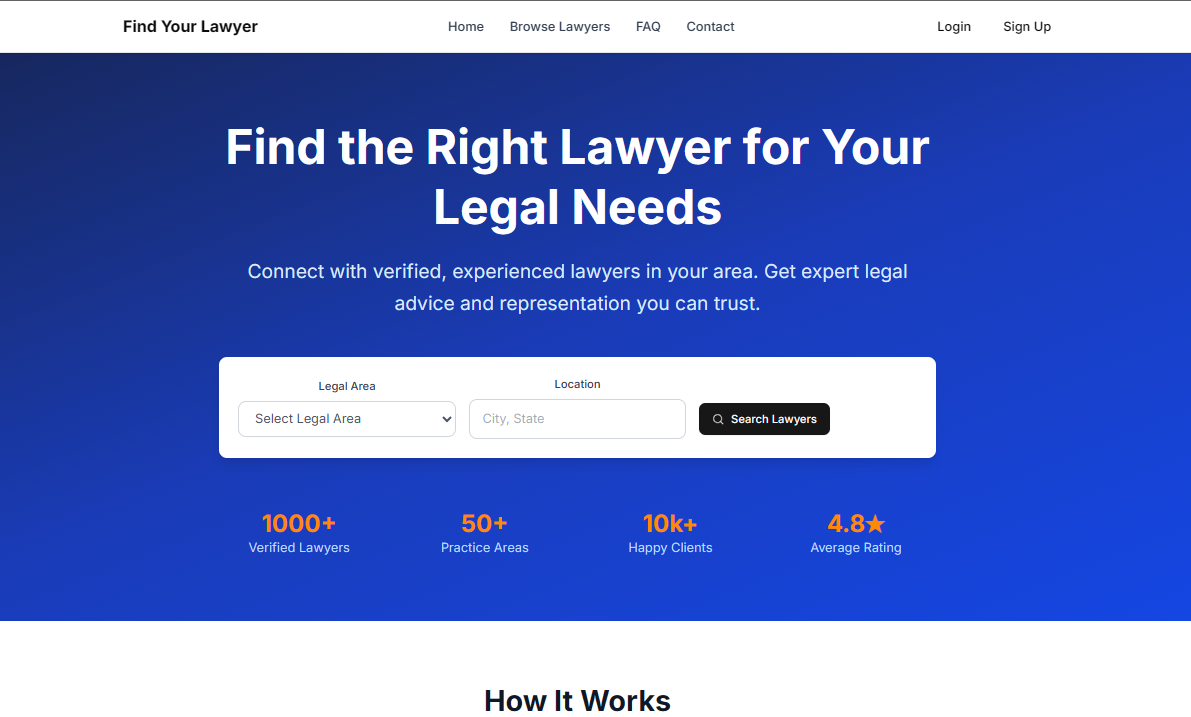 Find Your Lawyer
Home
Browse Lawyers
FAQ
Contact
Login
Sign Up
Find the Right Lawyer for Your
Legal Needs
Connect with verified, experienced lawyers in your area. Get expert legal
advice and representation you can trust.
Legal Area
Select Legal Area
Location
City, State
Search Lawyers
1000+
Verified Lawyers
50+
Practice Areas
10k+
Happy Clients
4.8★
Average Rating
How It Works